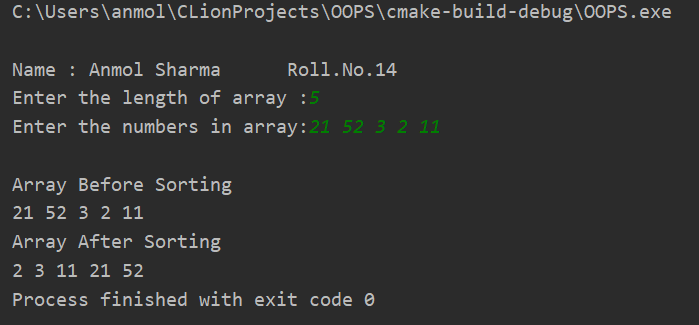 C:\Users\anmol\CLionProjects\OOPS\cmake-build-debug\OOPS.exe
Name : Anmol Sharma      Roll.No.14
Enter the length of array :5
Enter the numbers in array:21 52 3 2 11
Array Before Sorting
21 52 3 2 11
Array After Sorting
2 3 11 21 52
Process finished with exit code 0